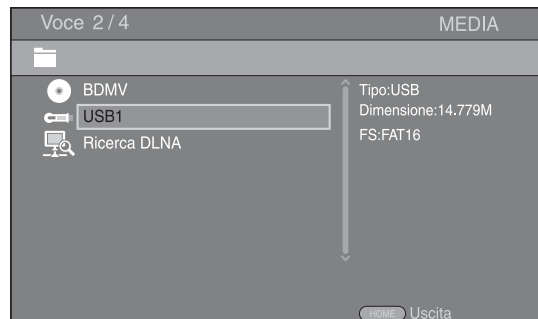 Voce 2 / 4 MEDIA
BDMV
USB1
Ricerca DLNA
Tipo:USB
Dimensione:14.779M
FS:FAT16
HOME Uscita